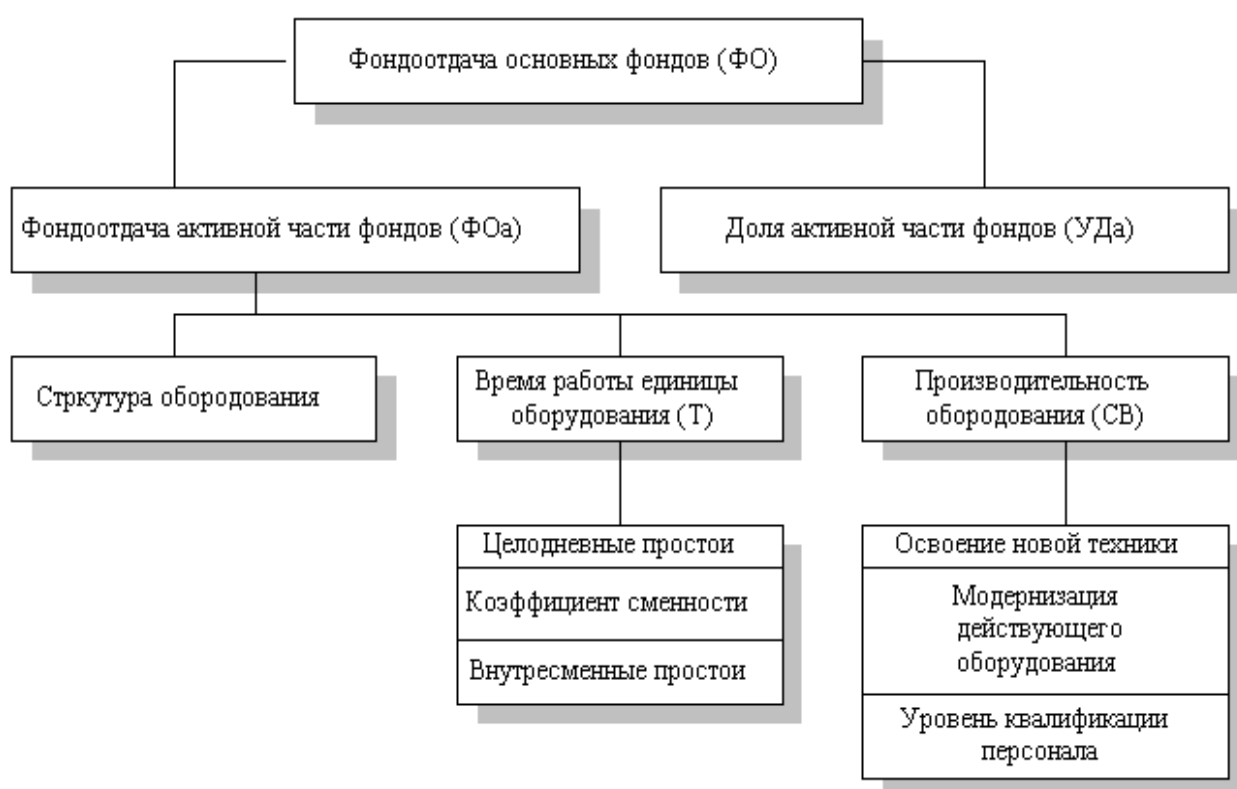 Фондоотдача основных фондов (ФО)
Фондоотдача активной части фондов (ФОа)
Доля активной части фондов (УДа)
Стркутура обородования
Время работы единицы
оборудования (Т)
Производительность
обородования (СВ)
Целодневные простои
Коэффициент сменности
Внутресменные простои
Освоение новой техники
Модернизация
действующего
оборудования
Уровень квалификации
персонала